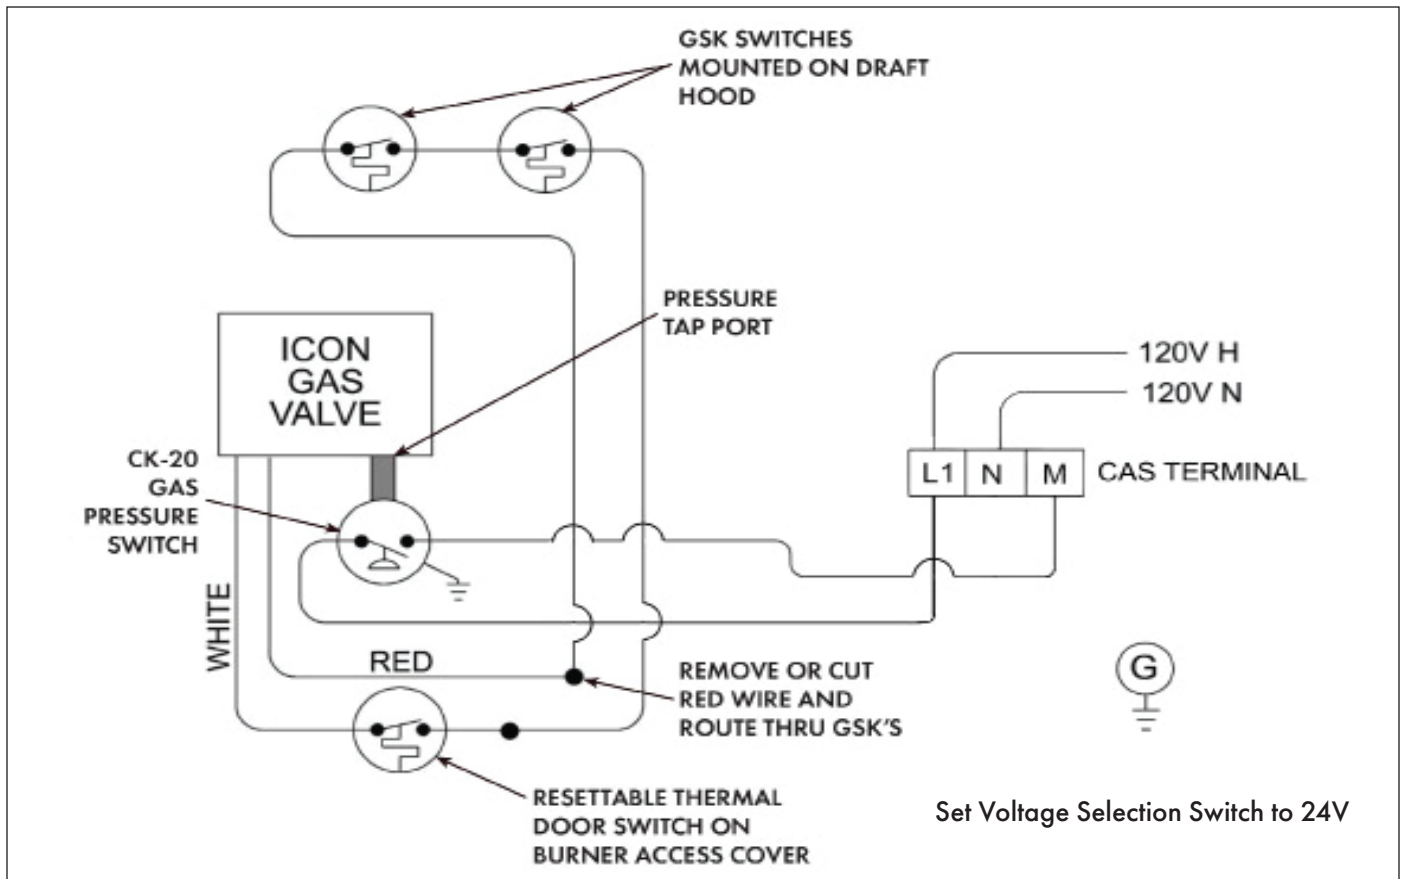 GSK SWITCHES
MOUNTED ON DRAFT
HOOD
PRESSURE
TAP PORT
ICON
GAS
VALVE
120V H
120V N
CK-20
GAS
PRESSURE
SWITCH
L1 N M CAS TERMINAL
WHITE
RED
REMOVE OR CUT
RED WIRE AND
ROUTE THRU GSK'S
G
RESETTABLE THERMAL
DOOR SWITCH ON
BURNER ACCESS COVER
Set Voltage Selection Switch to 24V